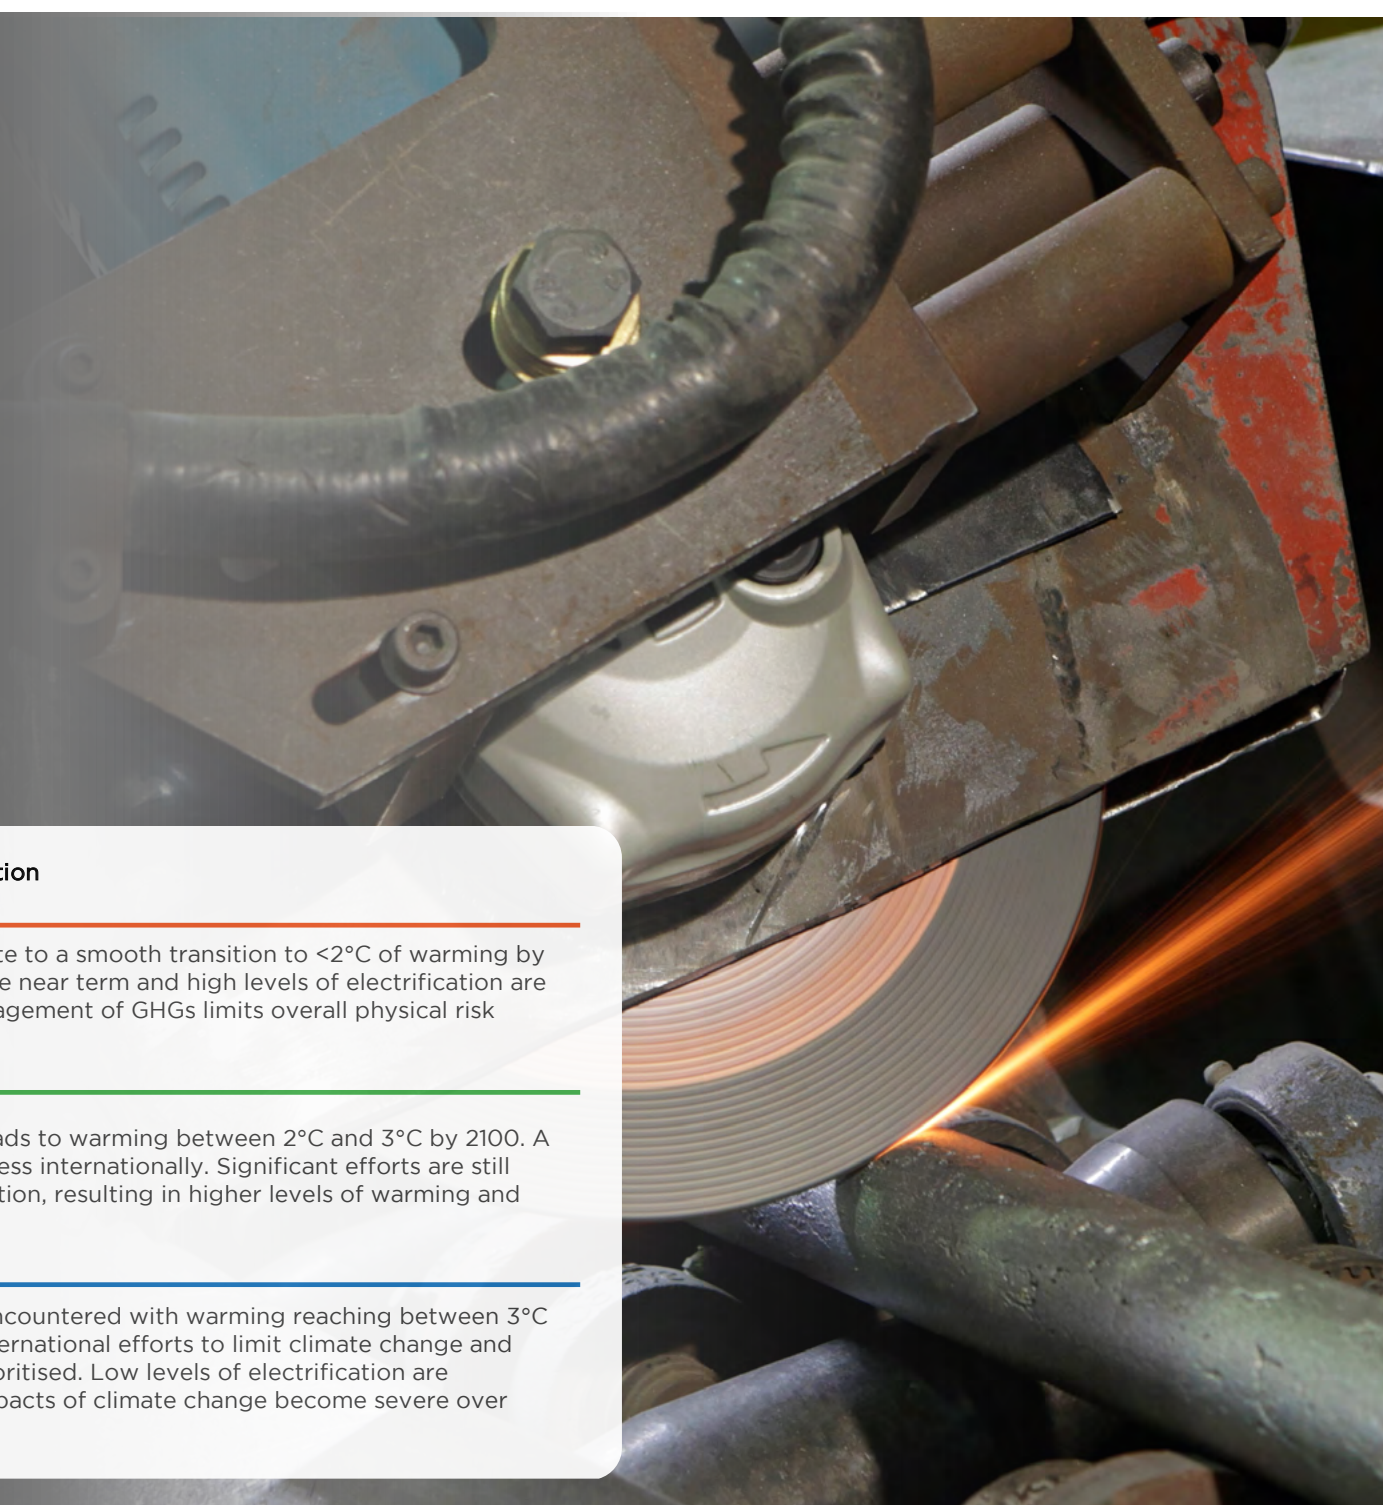 tion
te to a smooth transition to <2°C of warming by
e near term and high levels of electrification are
agement of GHGs limits overall physical risk
ads to warming between 2°C and 3°C by 2100. A
ess internationally. Significant efforts are still
tion, resulting in higher levels of warming and
ncountered with warming reaching between 3°C
ernational efforts to limit climate change and
oritised. Low levels of electrification are
pacts of climate change become severe over